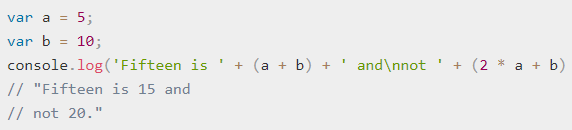 var a = 5;
var b = 10;
console.log('Fifteen is ' + (a + b) + ' and\nnot ' + (2 * a + b)
// "Fifteen is 15 and
// not 20."